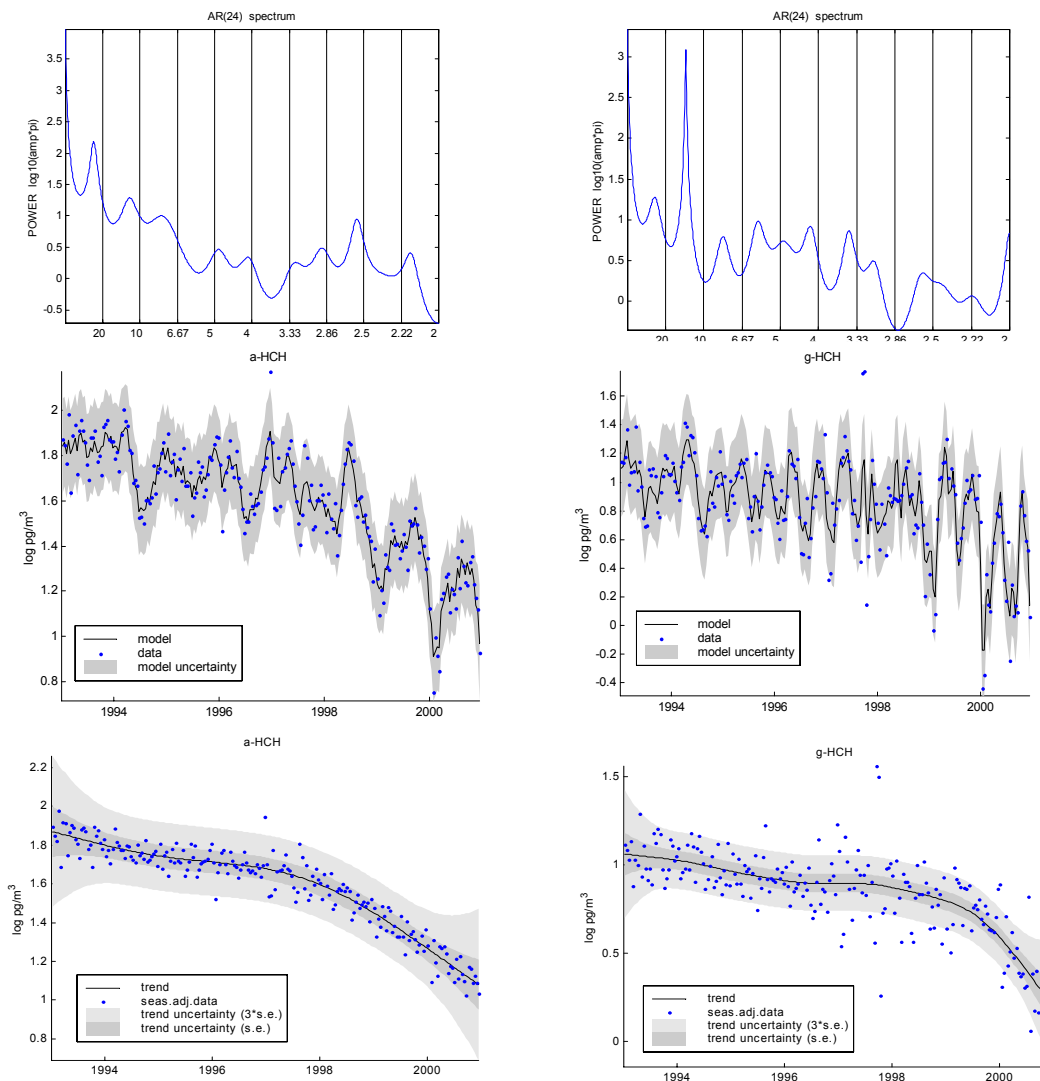 AR(24) spectrum
POWER log10(amp*pi)
3.5
3
2.5
2
1.5
1
0.5
0
-0.5
20 10 6.67 5 4 3.33 2.86 2.5 2.22 2
AR(24) spectrum
POWER log10(amp*pi)
3
2.5
2
1.5
1
0.5
0
20 10 6.67 5 4 3.33 2.86 2.5 2.22 2
a-HCH
log pg/m³
2
1.8
1.6
1.4
1.2
1
0.8
model
data
model uncertainty
1994 1996 1998 2000
g-HCH
log pg/m³
1.6
1.4
1.2
1
0.8
0.6
0.4
0.2
0
-0.2
-0.4
model
data
model uncertainty
1994 1996 1998 2000
a-HCH
log pg/m³
2.2
2
1.8
1.6
1.4
1.2
1
0.8
trend
seas.adj.data
trend uncertainty (3*s.e.)
trend uncertainty (s.e.)
1994 1996 1998 2000
g-HCH
log pg/m³
1.5
1
0.5
0
trend
seas.adj.data
trend uncertainty (3*s.e.)
trend uncertainty (s.e.)
1994 1996 1998 2000